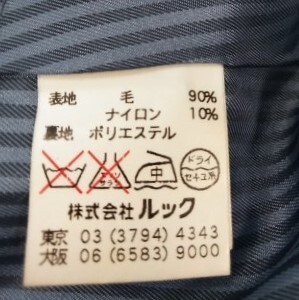 表地 毛 90%
ナイロン 10%
裏地 ポリエステル
中 ドライ
セキユ系
株式会社 ルック
東京 03 (3794) 4343
大阪 06 (6583) 9000